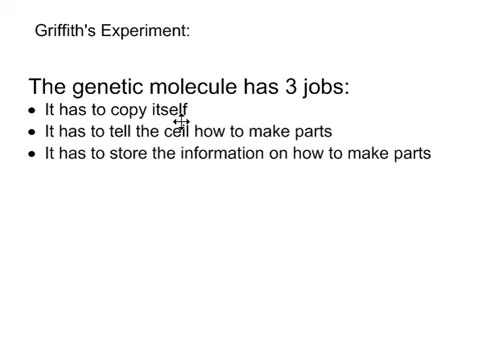 Griffith's Experiment:
The genetic molecule has 3 jobs:
• It has to copy itself
• It has to tell the cell how to make parts
• It has to store the information on how to make parts